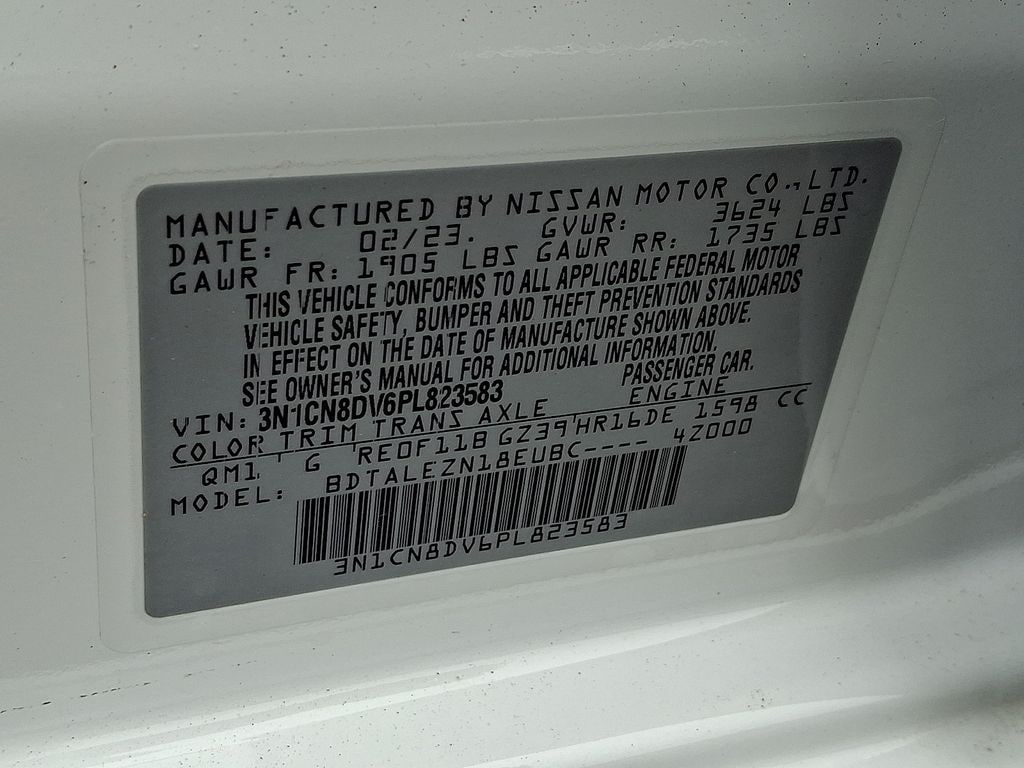 MANUFACTURED BY NISSAN MOTOR CO., LTD.
DATE: 02/23. GVWR: 3624 LBS
GAWR FR: 1905 LBS GAWR RR: 1735 LBS
THIS VEHICLE CONFORMS TO ALL APPLICABLE FEDERAL MOTOR
VEHICLE SAFETY, BUMPER AND THEFT PREVENTION STANDARDS
IN EFFECT ON THE DATE OF MANUFACTURE SHOWN ABOVE.
SEE OWNER'S MANUAL FOR ADDITIONAL INFORMATION.
VIN: 3N1CN8DV6PL823583 PASSENGER CAR.
COLOR TRIM TRANS AXLE ENGINE
QM1 G RE0F11B GZ39 HR16DE 1598 CC
MODEL: BDTALEZN18EUBC---- 42000
3N1CN8DV6PL823583